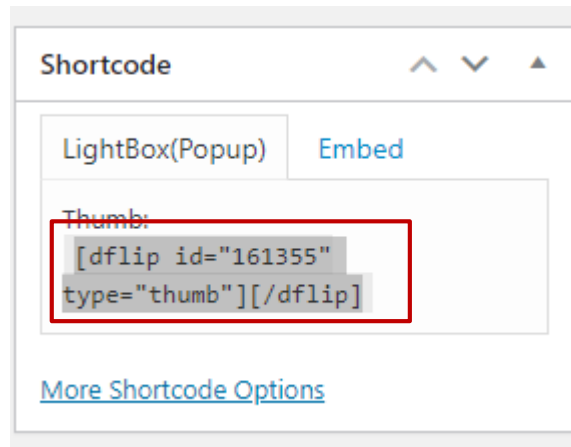 Shortcode
LightBox(Popup) Embed
Thumb:
[dflip id="161355"
type="thumb"][/dflip]
More Shortcode Options